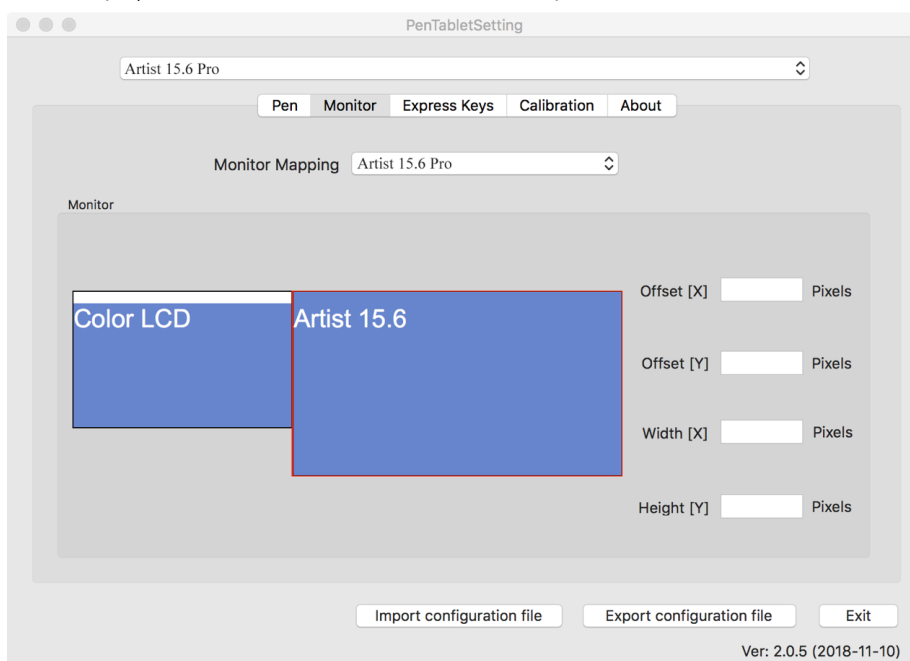 PenTabletSetting
Artist 15.6 Pro
Pen Monitor Express Keys Calibration About
Monitor Mapping Artist 15.6 Pro
Monitor
Color LCD
Artist 15.6
Offset [X] Pixels
Offset [Y] Pixels
Width [X] Pixels
Height [Y] Pixels
Import configuration file Export configuration file Exit
Ver: 2.0.5 (2018-11-10)